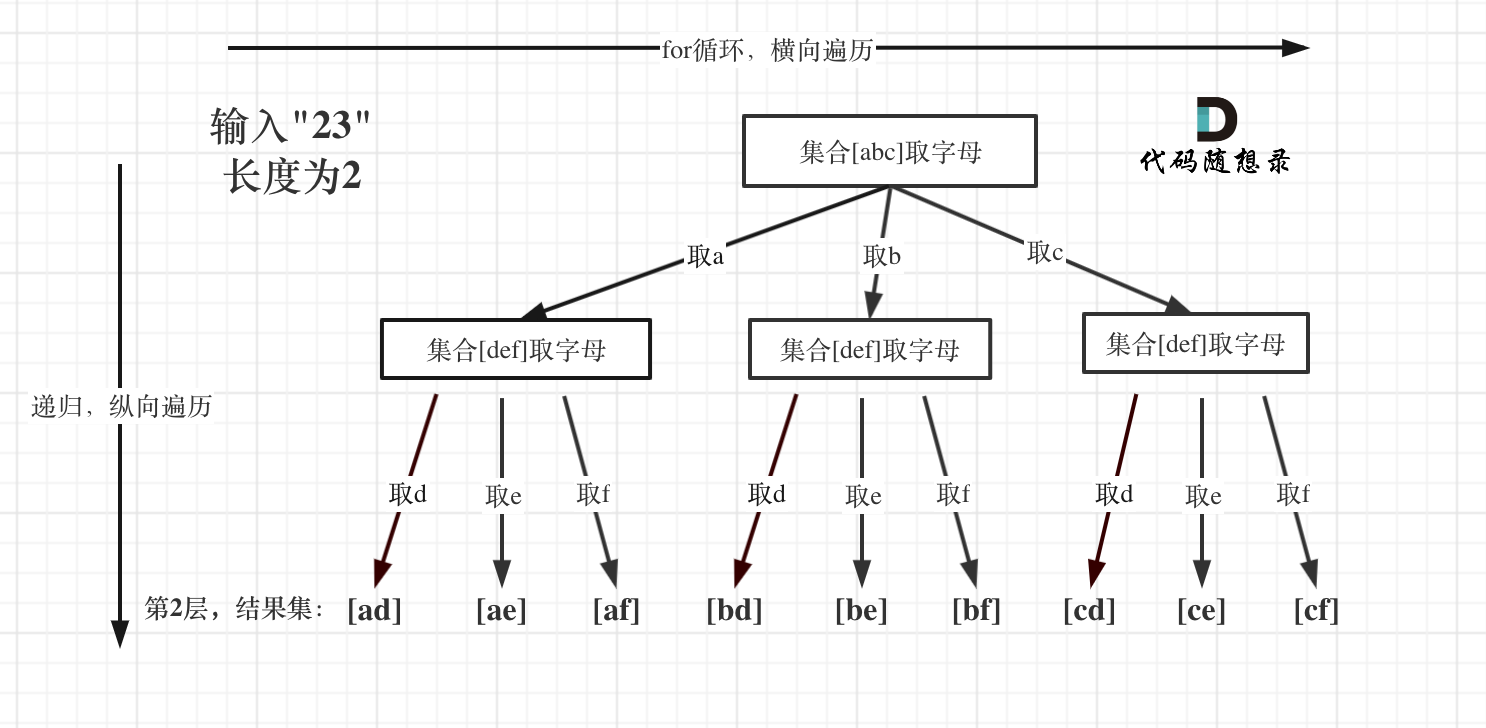 for循环，横向遍历
输入"23"
长度为2
代码随想录
集合[abc]取字母
取a
取b
取c
集合[def]取字母
集合[def]取字母
集合[def]取字母
递归，纵向遍历
取d
取e
取f
取d
取e
取f
取d
取e
取f
第2层，结果集：
[ad]
[ae]
[af]
[bd]
[be]
[bf]
[cd]
[ce]
[cf]